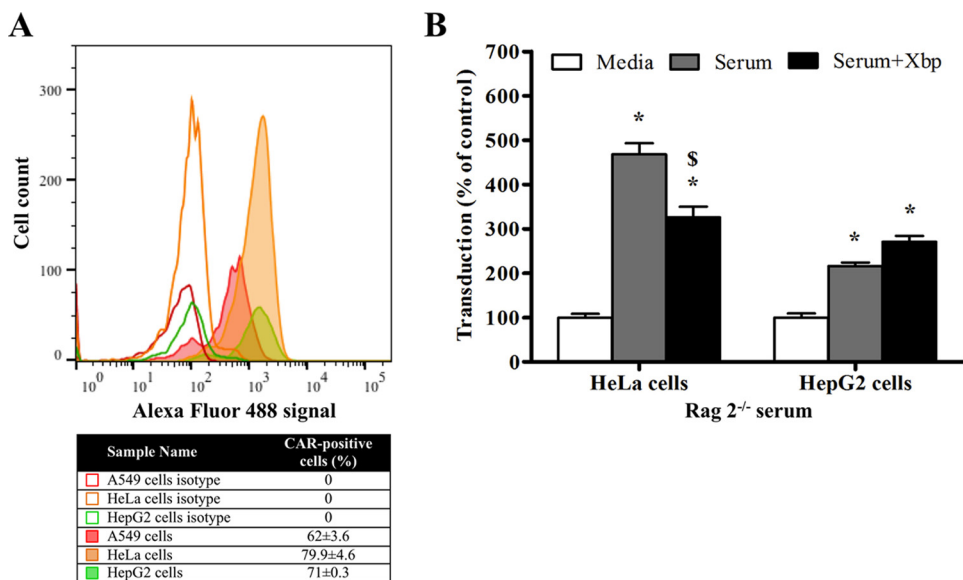 A
Cell count
300
200
100
0
10^0 10^1 10^2 10^3 10^4 10^5
Alexa Fluor 488 signal
Sample Name CAR-positive cells (%)
A549 cells isotype 0
HeLa cells isotype 0
HepG2 cells isotype 0
A549 cells 62±3.6
HeLa cells 79.9±4.6
HepG2 cells 71±0.3
B
Transduction (% of control)
700
600
500
400
300
200
100
0
Media Serum Serum+Xbp
*
$
*
*
*
HeLa cells HepG2 cells
Rag 2^-/- serum